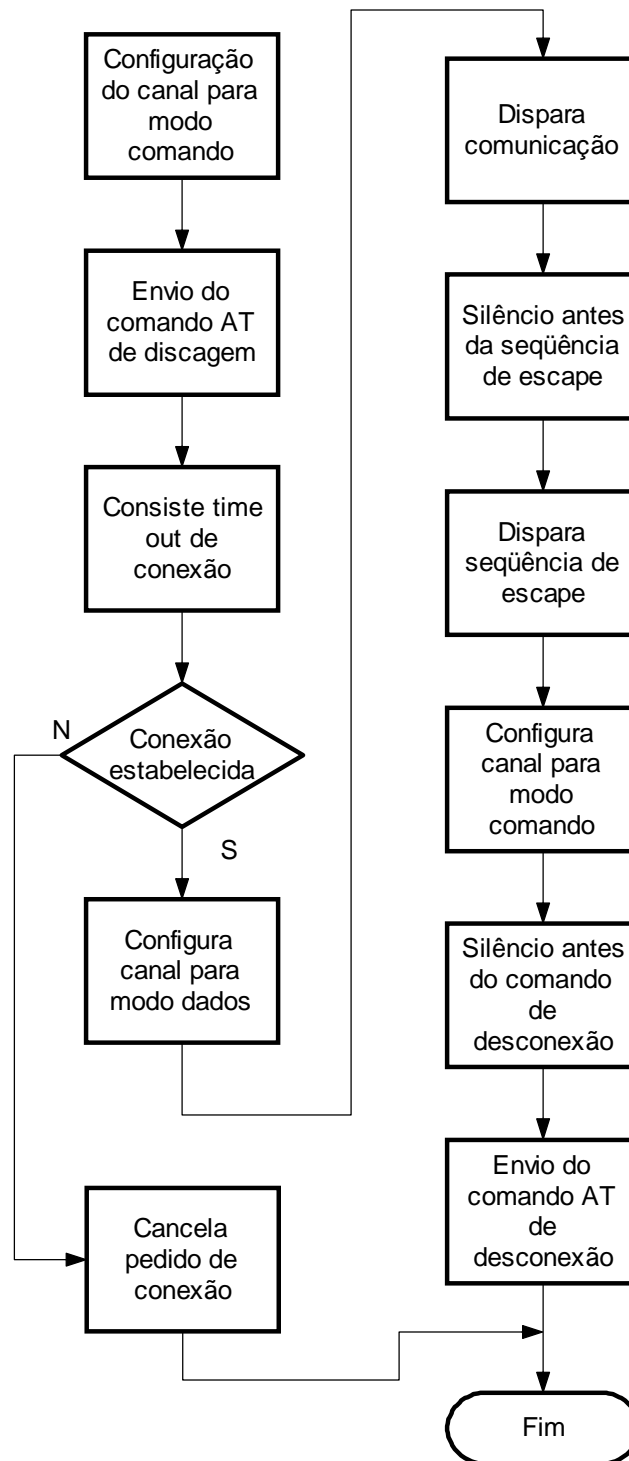 Configuração
do canal para
modo
comando
Envio do
comando AT
de discagem
Consiste time
out de
conexão
N
Conexão
estabelecida
S
Configura
canal para
modo dados
Cancela
pedido de
conexão
Dispara
comunicação
Silêncio antes
da seqüência
de escape
Dispara
seqüência de
escape
Configura
canal para
modo
comando
Silêncio antes
do comando
de
desconexão
Envio do
comando AT
de
desconexão
Fim